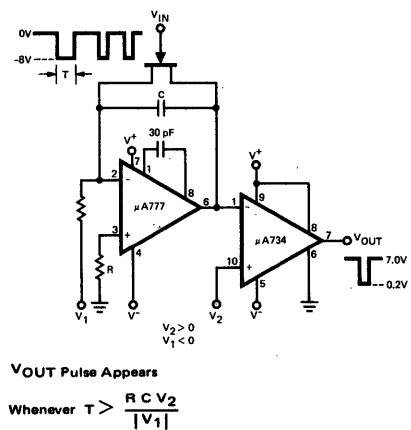 VIN
0V
-8V
T
C
30 pF
V+
7
1
2
8
μA777
6
3
4
R
V1
V-
V+
9
1
8
μA734
7
VOUT
10
6
5
V2
V-
7.0V
0.2V
V2 > 0
V1 < 0
VOUT Pulse Appears
Whenever T > R C V2 / |V1|